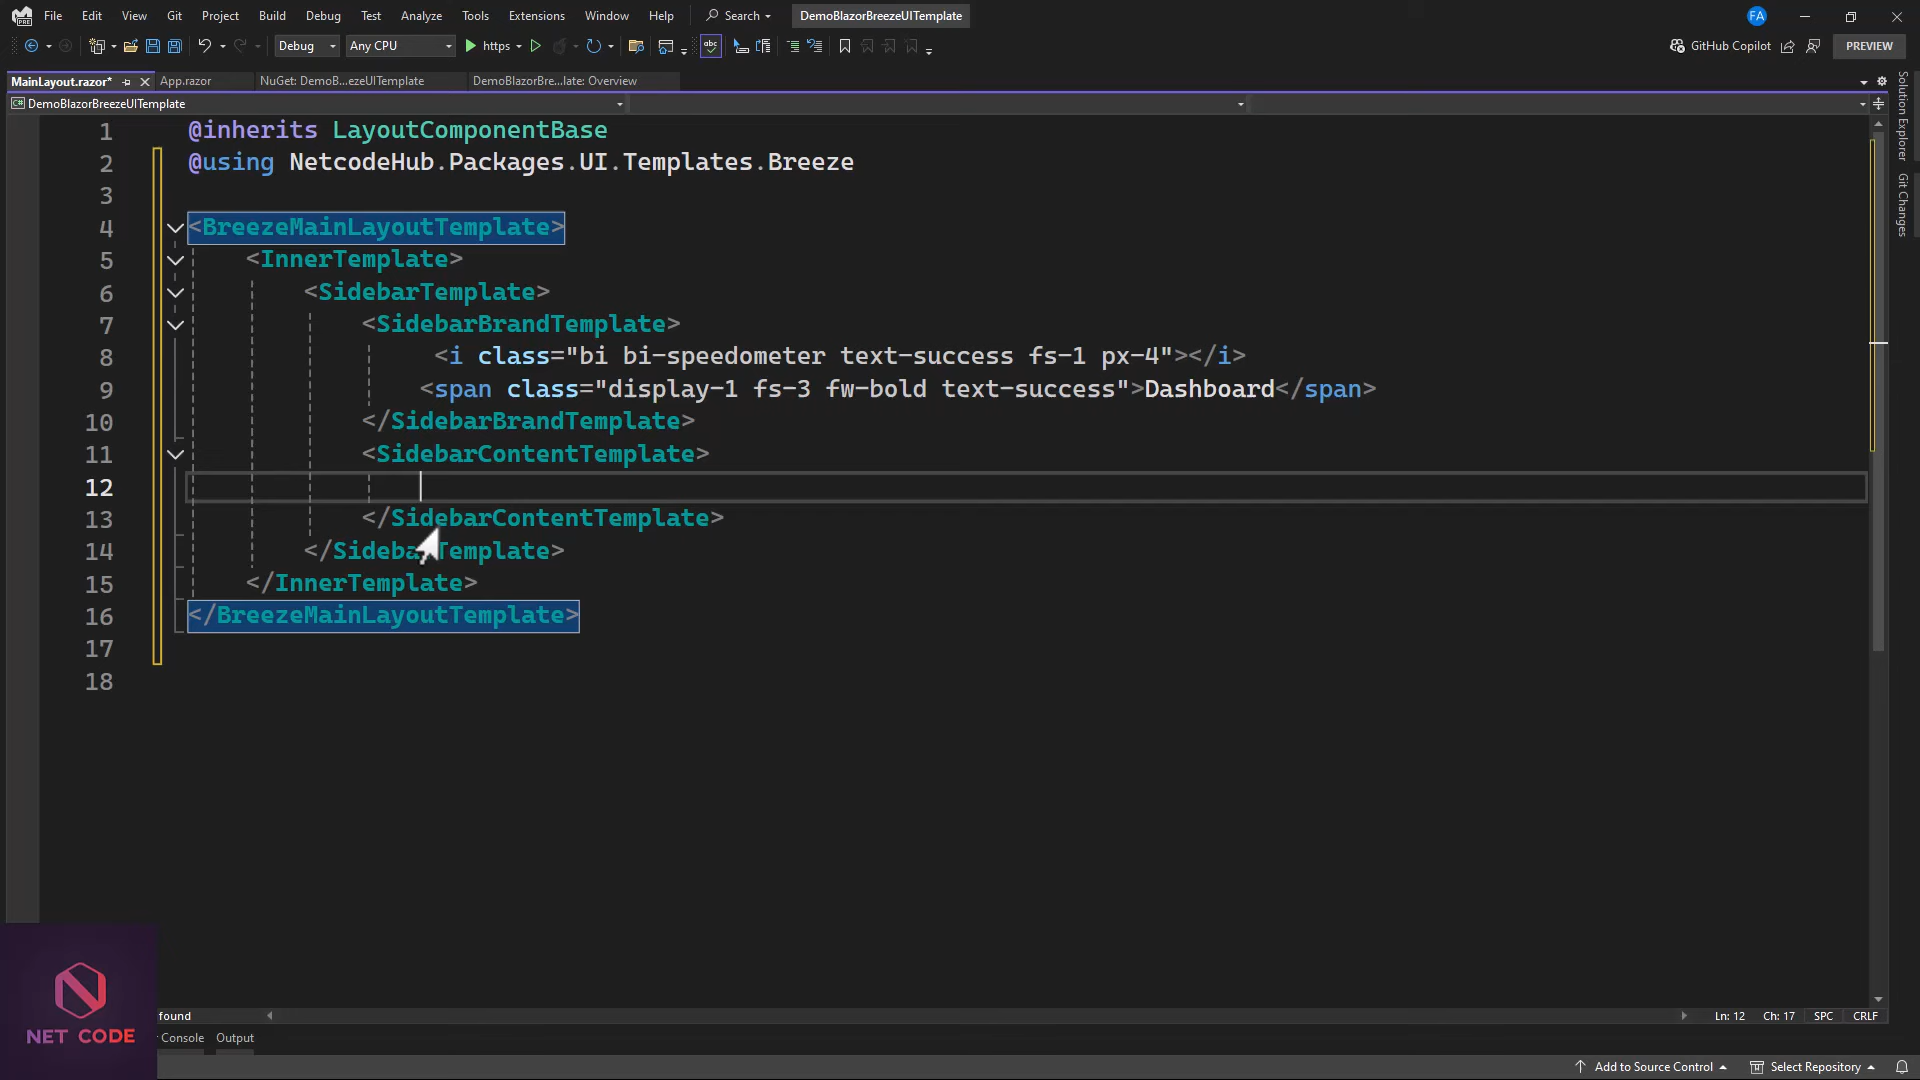 File Edit View Git Project Build Debug Test Analyze Tools Extensions Window Help Search DemoBlazorBreezeUITemplate FA
Debug Any CPU https GitHub Copilot PREVIEW
MainLayout.razor* App.razor NuGet: DemoB...ezeUITemplate DemoBlazorBre...late: Overview
DemoBlazorBreezeUITemplate
1 @inherits LayoutComponentBase
2 @using NetcodeHub.Packages.UI.Templates.Breeze
3
4 <BreezeMainLayoutTemplate>
5 <InnerTemplate>
6 <SidebarTemplate>
7 <SidebarBrandTemplate>
8 <i class="bi bi-speedometer text-success fs-1 px-4"></i>
9 <span class="display-1 fs-3 fw-bold text-success">Dashboard</span>
10 </SidebarBrandTemplate>
11 <SidebarContentTemplate>
12
13 </SidebarContentTemplate>
14 </SidebarTemplate>
15 </InnerTemplate>
16 </BreezeMainLayoutTemplate>
17
18
Solution Explorer
Git Changes
found Ln: 12 Ch: 17 SPC CRLF
Console Output
NET CODE
Add to Source Control Select Repository